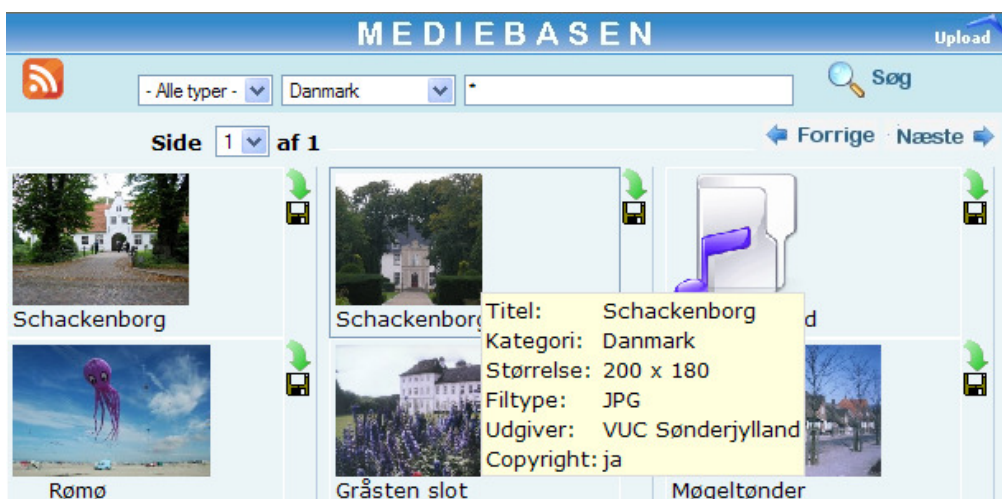 MEDIEBASEN
Upload
- Alle typer - Danmark * Søg
Side 1 af 1 Forrige Næste
Schackenborg Schackenborg d
Titel: Schackenborg
Kategori: Danmark
Størrelse: 200 x 180
Filtype: JPG
Udgiver: VUC Sønderjylland
Copyright: ja
Rømø Gråsten slot Møgeltønder